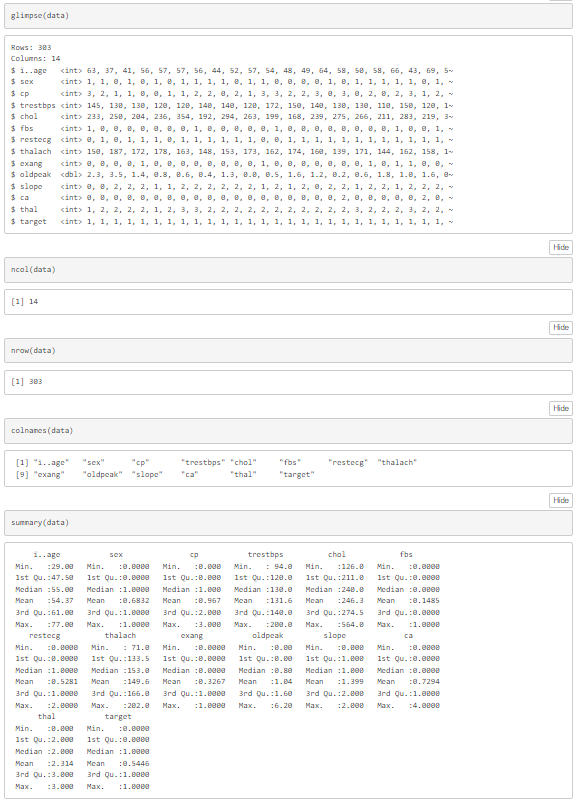 glimpse(data)
Rows: 303
Columns: 14
$ i..age <int> 63, 37, 41, 56, 57, 57, 56, 44, 52, 57, 54, 48, 49, 64, 58, 50, 58, 66, 43, 69, 5~
$ sex <int> 1, 1, 0, 1, 0, 1, 0, 1, 1, 1, 1, 0, 1, 1, 0, 0, 0, 0, 1, 0, 1, 1, 1, 1, 1, 0, 1, ~
$ cp <int> 3, 2, 1, 1, 0, 0, 1, 1, 2, 2, 0, 2, 1, 3, 3, 2, 2, 3, 0, 3, 0, 2, 0, 2, 3, 1, 2, ~
$ trestbps <int> 145, 130, 130, 120, 120, 140, 140, 120, 172, 150, 140, 130, 130, 110, 150, 120, 1~
$ chol <int> 233, 250, 204, 236, 354, 192, 294, 263, 199, 168, 239, 275, 266, 211, 283, 219, 3~
$ fbs <int> 1, 0, 0, 0, 0, 0, 0, 0, 1, 0, 0, 0, 0, 0, 1, 0, 0, 0, 0, 0, 0, 0, 0, 1, 0, 0, 1, ~
$ restecg <int> 0, 1, 0, 1, 1, 1, 0, 1, 1, 1, 1, 1, 1, 0, 0, 1, 1, 1, 1, 1, 1, 1, 1, 1, 1, 1, 1, ~
$ thalach <int> 150, 187, 172, 178, 163, 148, 153, 173, 162, 174, 160, 139, 171, 144, 162, 158, 1~
$ exang <int> 0, 0, 0, 0, 1, 0, 0, 0, 0, 0, 0, 0, 0, 1, 0, 0, 0, 0, 0, 0, 0, 1, 0, 1, 1, 0, 0, ~
$ oldpeak <dbl> 2.3, 3.5, 1.4, 0.8, 0.6, 0.4, 1.3, 0.0, 0.5, 1.6, 1.2, 0.2, 0.6, 1.8, 1.0, 1.6, 0~
$ slope <int> 0, 0, 2, 2, 2, 1, 1, 2, 2, 2, 2, 2, 2, 1, 2, 1, 2, 0, 2, 2, 1, 2, 2, 1, 2, 2, 2, ~
$ ca <int> 0, 0, 0, 0, 0, 0, 0, 0, 0, 0, 0, 0, 0, 0, 0, 0, 0, 0, 0, 2, 0, 0, 0, 0, 0, 2, 0, ~
$ thal <int> 1, 2, 2, 2, 2, 1, 2, 3, 3, 2, 2, 2, 2, 2, 2, 2, 2, 2, 2, 2, 3, 2, 2, 2, 3, 2, 2, ~
$ target <int> 1, 1, 1, 1, 1, 1, 1, 1, 1, 1, 1, 1, 1, 1, 1, 1, 1, 1, 1, 1, 1, 1, 1, 1, 1, 1, 1, ~
Hide
ncol(data)
[1] 14
Hide
nrow(data)
[1] 303
Hide
colnames(data)
[1] "i..age" "sex" "cp" "trestbps" "chol" "fbs" "restecg" "thalach"
[9] "exang" "oldpeak" "slope" "ca" "thal" "target"
Hide
summary(data)
i..age sex cp trestbps chol fbs
Min. :29.00 Min. :0.0000 Min. :0.000 Min. : 94.0 Min. :126.0 Min. :0.0000
1st Qu.:47.50 1st Qu.:0.0000 1st Qu.:0.000 1st Qu.:120.0 1st Qu.:211.0 1st Qu.:0.0000
Median :55.00 Median :1.0000 Median :1.000 Median :130.0 Median :240.0 Median :0.0000
Mean :54.37 Mean :0.6832 Mean :0.967 Mean :131.6 Mean :246.3 Mean :0.1485
3rd Qu.:61.00 3rd Qu.:1.0000 3rd Qu.:2.000 3rd Qu.:140.0 3rd Qu.:274.5 3rd Qu.:0.0000
Max. :77.00 Max. :1.0000 Max. :3.000 Max. :200.0 Max. :564.0 Max. :1.0000
restecg thalach exang oldpeak slope ca
Min. :0.0000 Min. : 71.0 Min. :0.0000 Min. :0.00 Min. :0.000 Min. :0.0000
1st Qu.:0.0000 1st Qu.:133.5 1st Qu.:0.0000 1st Qu.:0.00 1st Qu.:1.000 1st Qu.:0.0000
Median :1.0000 Median :153.0 Median :0.0000 Median :0.80 Median :1.000 Median :0.0000
Mean :0.5281 Mean :149.6 Mean :0.3267 Mean :1.04 Mean :1.399 Mean :0.7294
3rd Qu.:1.0000 3rd Qu.:166.0 3rd Qu.:1.0000 3rd Qu.:1.60 3rd Qu.:2.000 3rd Qu.:1.0000
Max. :2.0000 Max. :202.0 Max. :1.0000 Max. :6.20 Max. :2.000 Max. :4.0000
thal target
Min. :0.000 Min. :0.0000
1st Qu.:2.000 1st Qu.:0.0000
Median :2.000 Median :1.0000
Mean :2.314 Mean :0.5446
3rd Qu.:3.000 3rd Qu.:1.0000
Max. :3.000 Max. :1.0000